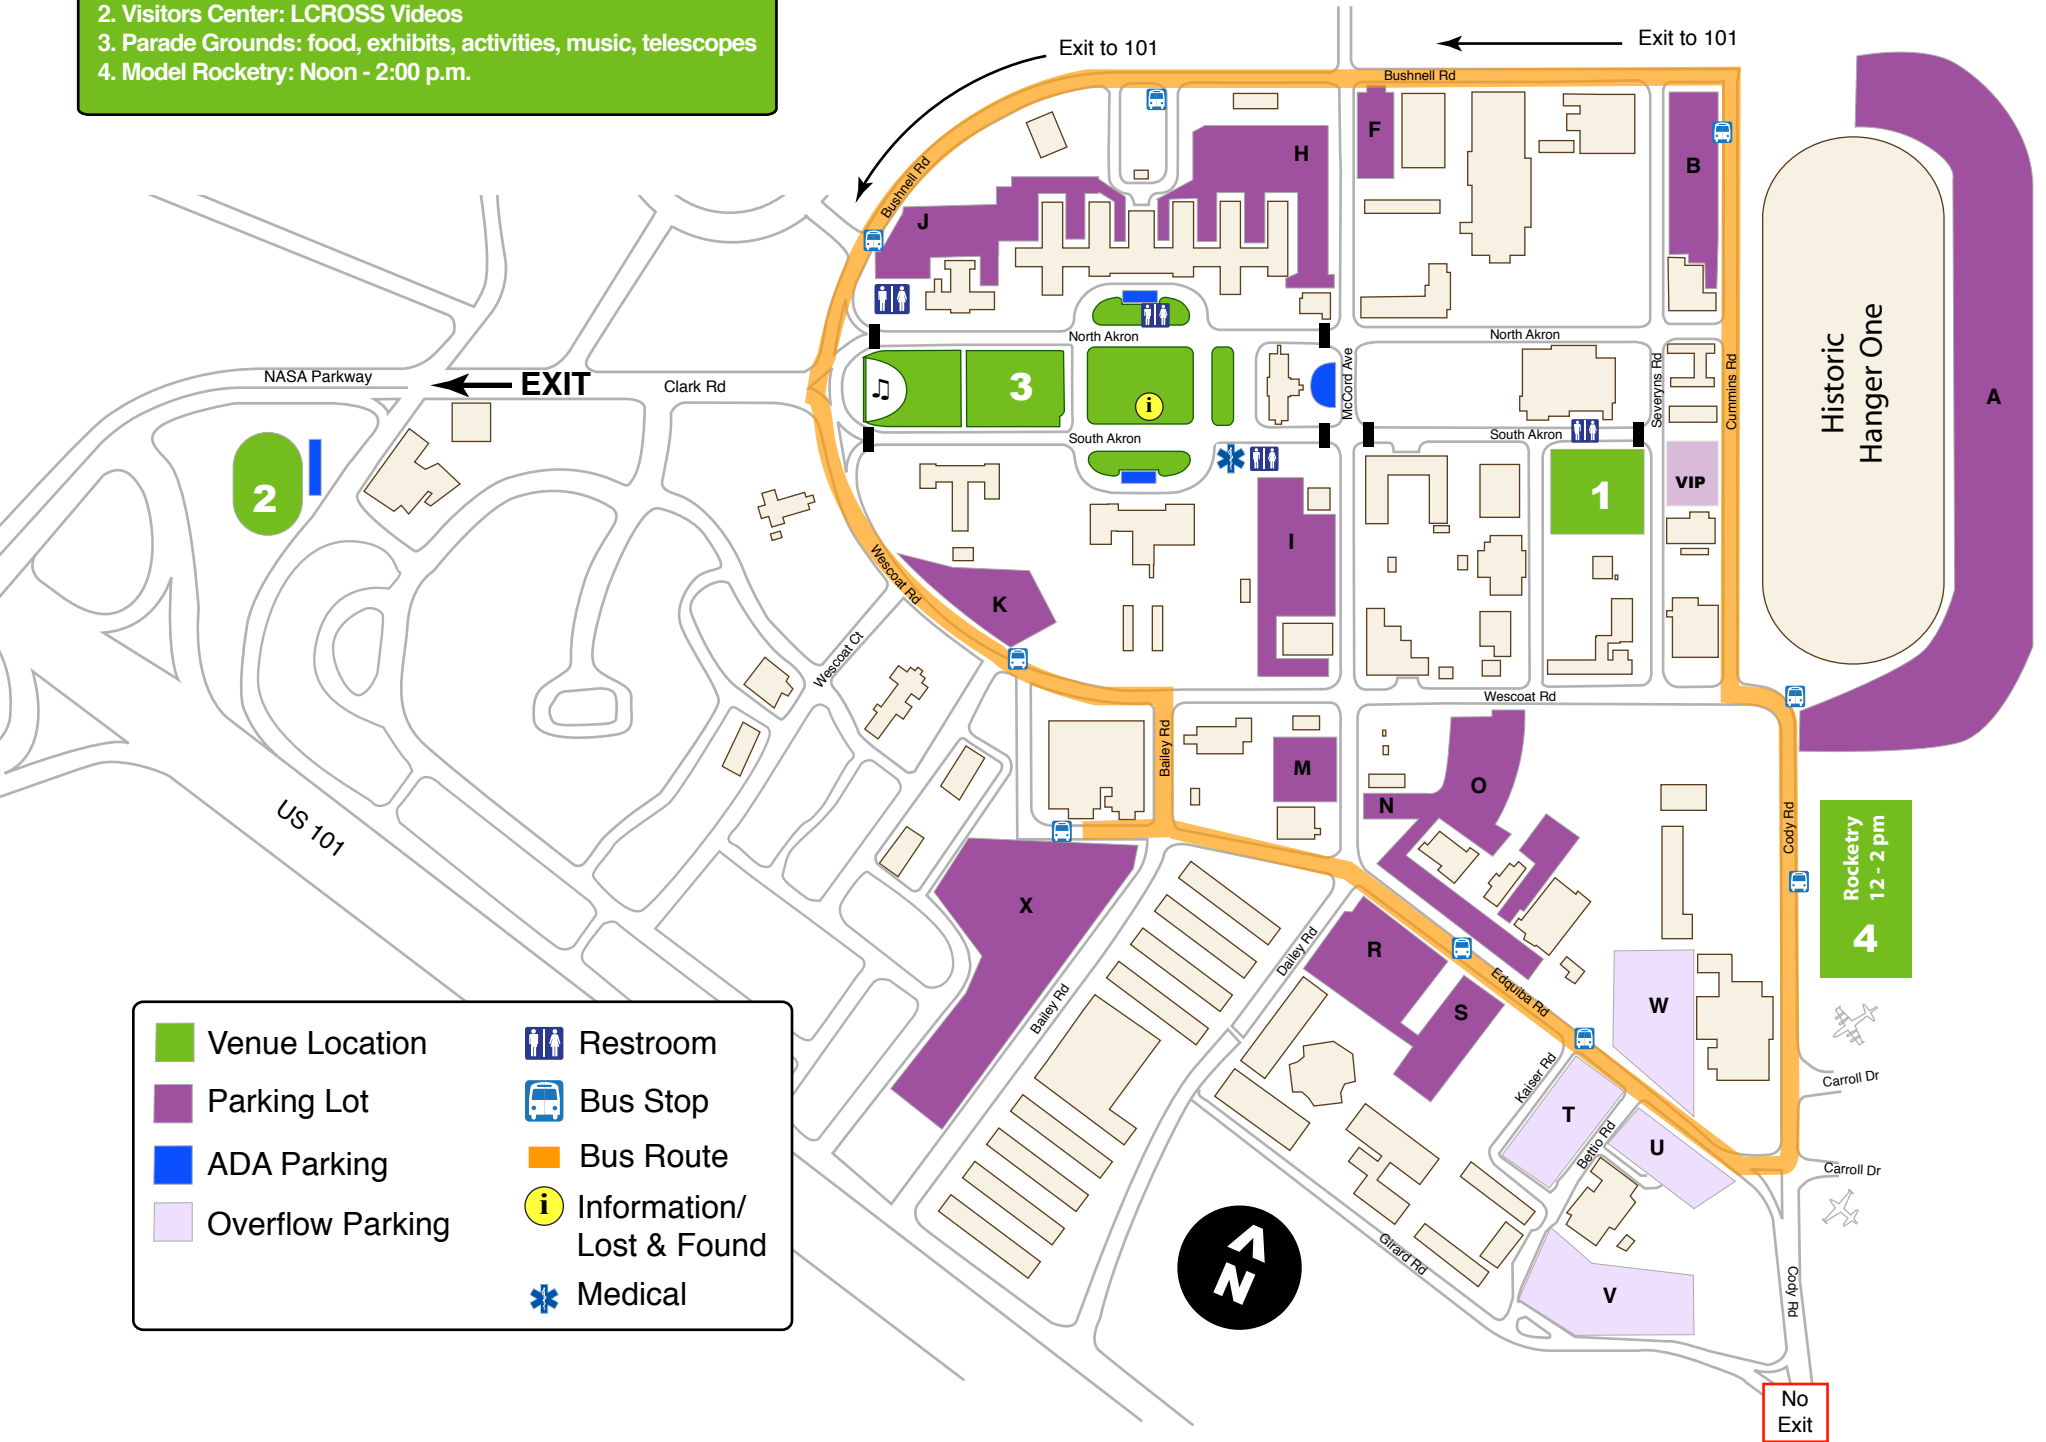 2. Visitors Center: LCROSS Videos
3. Parade Grounds: food, exhibits, activities, music, telescopes
4. Model Rocketry: Noon - 2:00 p.m.
Exit to 101
Exit to 101
Bushnell Rd
Bushnell Rd
F
H
B
J
A
North Akron
North Akron
Historic
Hanger One
McCord Ave
Severyns Rd
Cummins Rd
NASA Parkway
EXIT
Clark Rd
3
i
South Akron
South Akron
2
1
VIP
I
K
Wescoat Rd
Wescoat Ct
Wescoat Rd
Bailey Rd
M
N
O
US 101
Cody Rd
Rocketry
12 - 2 pm
4
X
R
Dailey Rd
S
Edquiba Rd
W
Bailey Rd
Kaiser Rd
T
Bettio Rd
U
Carroll Dr
Carroll Dr
Girard Rd
V
Cody Rd
No
Exit
N
Venue Location
Parking Lot
ADA Parking
Overflow Parking
Restroom
Bus Stop
Bus Route
i
Information/
Lost & Found
Medical